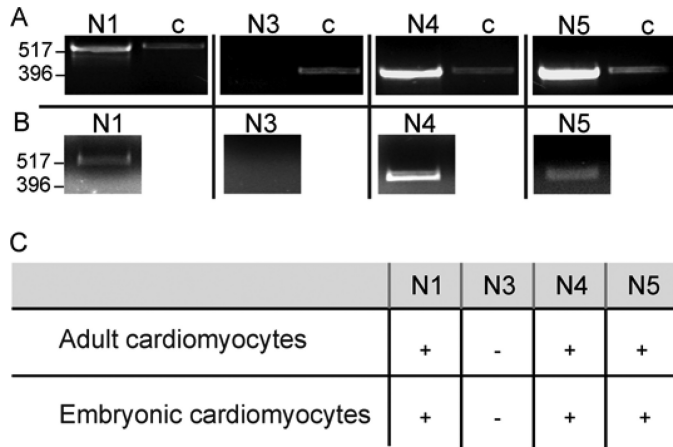 A
N1 c N3 c N4 c N5 c
517
396
B
N1 N3 N4 N5
517
396
C
N1 N3 N4 N5
Adult cardiomyocytes + - + +
Embryonic cardiomyocytes + - + +